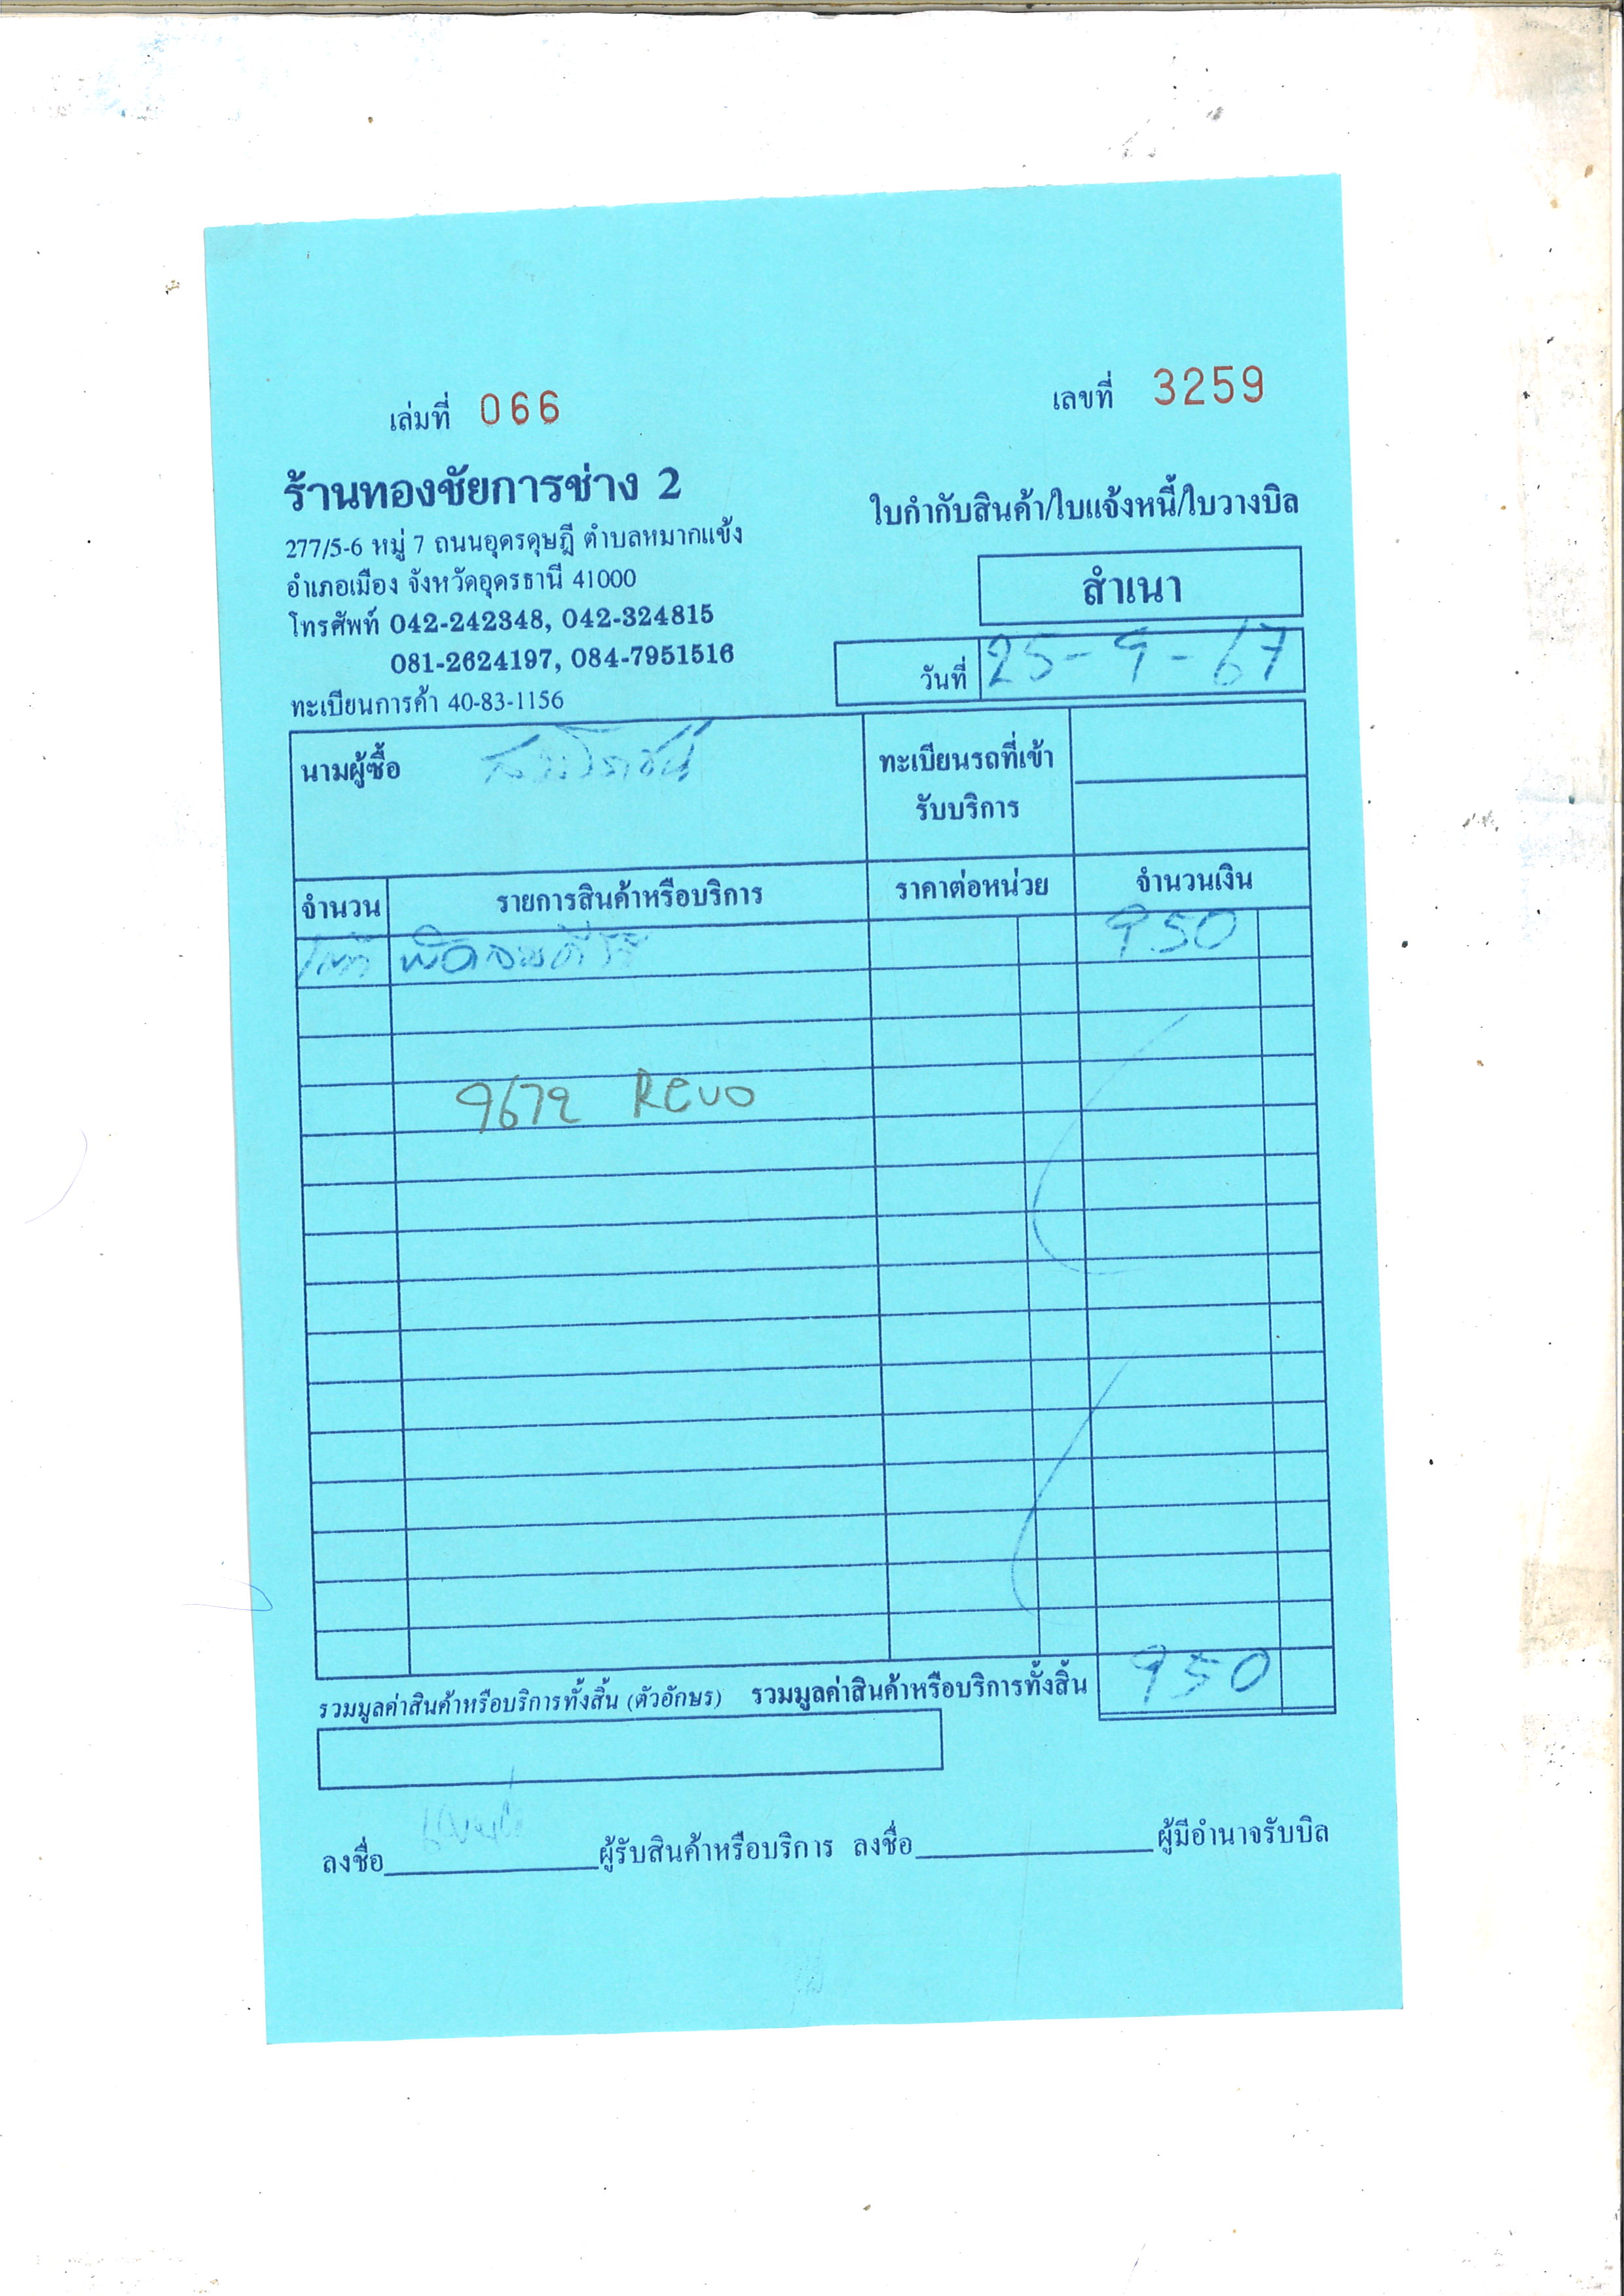 เล่มที่ 066
เลขที่ 3259
ร้านทองชัยการช่าง 2
ใบกำกับสินค้า/ใบแจ้งหนี้/ใบวางบิล
277/5-6 หมู่ 7 ถนนอุดรดุษฎี ตำบลหมากแข้ง
อำเภอเมือง จังหวัดอุดรธานี 41000
สำเนา
โทรศัพท์ 042-242348, 042-324815
081-2624197, 084-7951516
วันที่ 25-9-67
ทะเบียนการค้า 40-83-1156
นามผู้ซื้อ
ทะเบียนรถที่เข้า
รับบริการ
จำนวน รายการสินค้าหรือบริการ ราคาต่อหน่วย จำนวนเงิน
950
9672 REVO
รวมมูลค่าสินค้าหรือบริการทั้งสิ้น (ตัวอักษร) รวมมูลค่าสินค้าหรือบริการทั้งสิ้น 950
ลงชื่อ ผู้รับสินค้าหรือบริการ ลงชื่อ ผู้มีอำนาจรับบิล